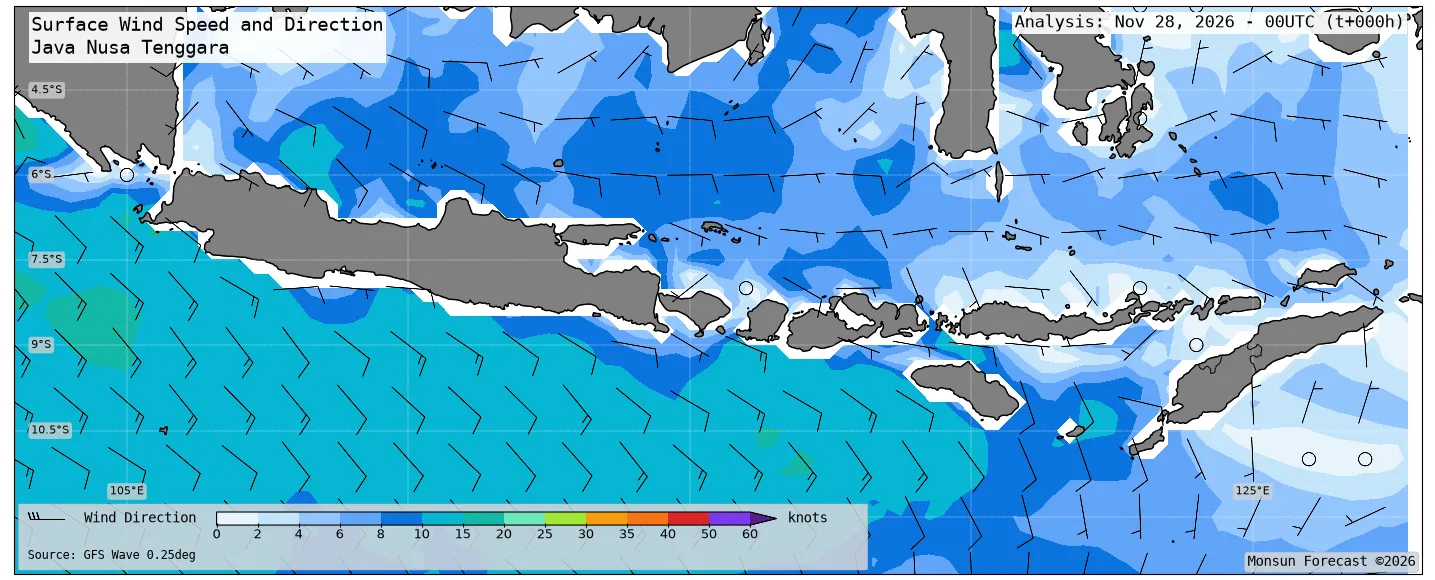 Surface Wind Speed and Direction
Java Nusa Tenggara
Analysis: Nov 28, 2026 - 00UTC (t+000h)
4.5°S
6°S
7.5°S
9°S
10.5°S
105°E
125°E
Wind Direction
0 2 4 6 8 10 15 20 25 30 35 40 50 60
knots
Source: GFS Wave 0.25deg
Monsun Forecast ©2026